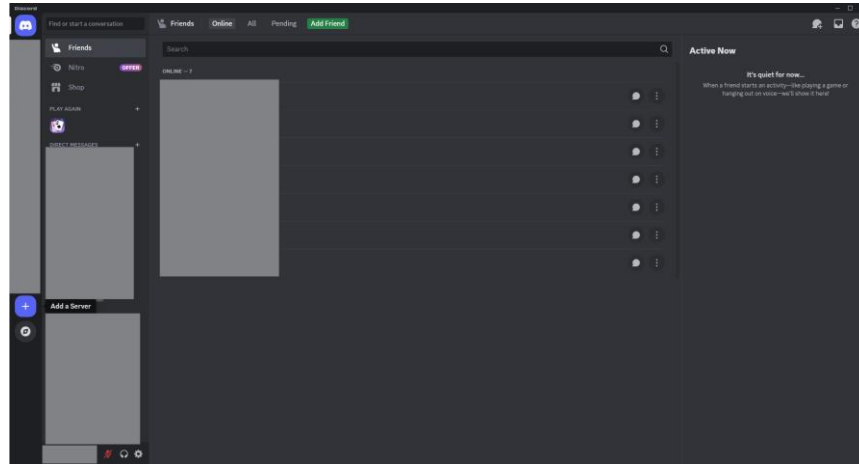 Discord
Find or start a conversation
Friends
Online
All
Pending
Add Friend
Friends
Nitro
OFFER
Shop
PLAY AGAIN
DIRECT MESSAGES
Add a Server
Search
ONLINE — 7
Active Now
It's quiet for now...
When a friend starts an activity—like playing a game or
hanging out on voice—we'll show it here!